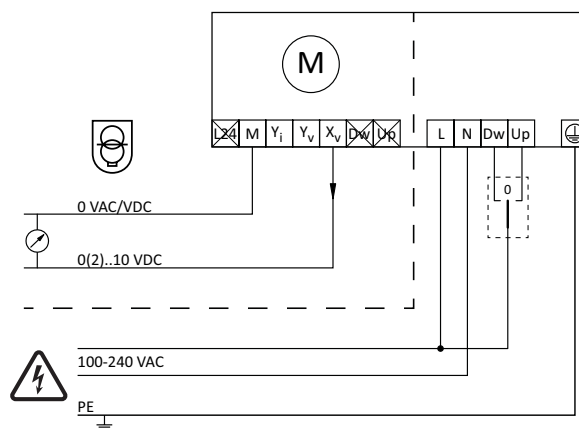 M
L24 M Yi Yv Xv Dw Up L N Dw Up
0
0 VAC/VDC
0(2)..10 VDC
100-240 VAC
PE